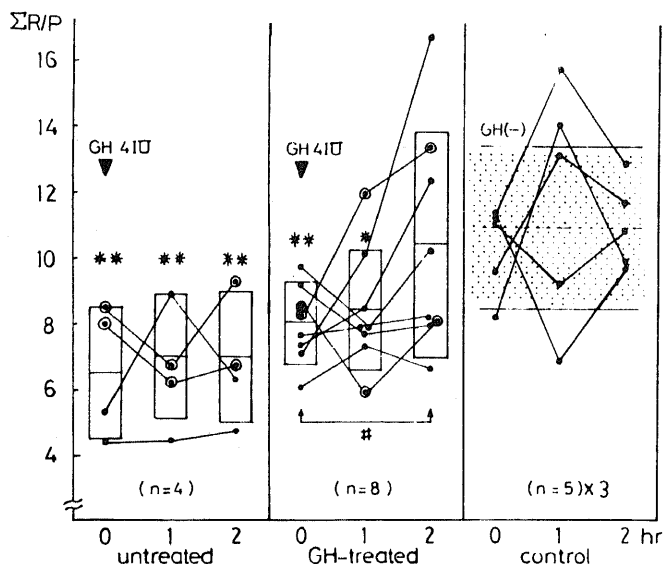 ΣR/P
16
14
12
10
8
6
4
GH 4IU
** ** **
(n=4)
0 1 2
untreated
GH 4IU
** *
#
(n=8)
0 1 2
GH-treated
GH(-)
(n=5)×3
0 1 2 hr
control